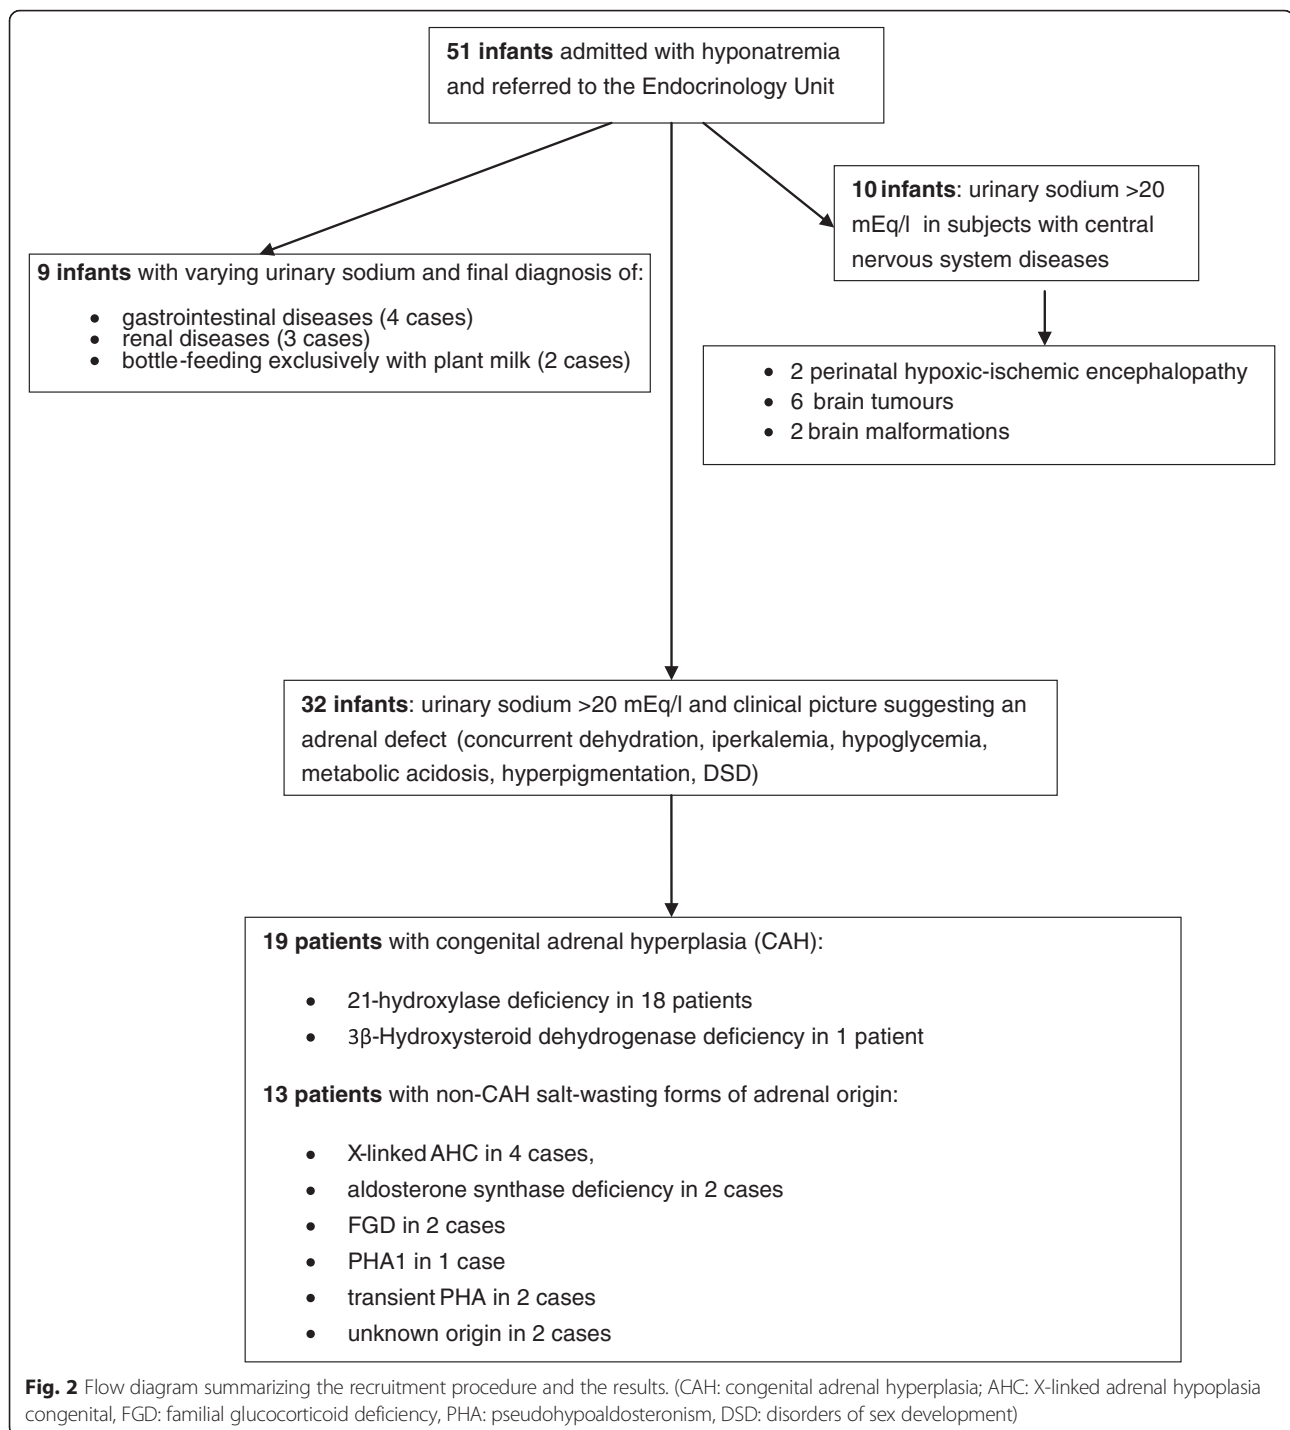 51 infants admitted with hyponatremia
and referred to the Endocrinology Unit
10 infants: urinary sodium >20
mEq/l in subjects with central
nervous system diseases
9 infants with varying urinary sodium and final diagnosis of:
• gastrointestinal diseases (4 cases)
• renal diseases (3 cases)
• bottle-feeding exclusively with plant milk (2 cases)
• 2 perinatal hypoxic-ischemic encephalopathy
• 6 brain tumours
• 2 brain malformations
32 infants: urinary sodium >20 mEq/l and clinical picture suggesting an
adrenal defect (concurrent dehydration, iperkalemia, hypoglycemia,
metabolic acidosis, hyperpigmentation, DSD)
19 patients with congenital adrenal hyperplasia (CAH):
• 21-hydroxylase deficiency in 18 patients
• 3β-Hydroxysteroid dehydrogenase deficiency in 1 patient
13 patients with non-CAH salt-wasting forms of adrenal origin:
• X-linked AHC in 4 cases,
• aldosterone synthase deficiency in 2 cases
• FGD in 2 cases
• PHA1 in 1 case
• transient PHA in 2 cases
• unknown origin in 2 cases
Fig. 2 Flow diagram summarizing the recruitment procedure and the results. (CAH: congenital adrenal hyperplasia; AHC: X-linked adrenal hypoplasia
congenital, FGD: familial glucocorticoid deficiency, PHA: pseudohypoaldosteronism, DSD: disorders of sex development)